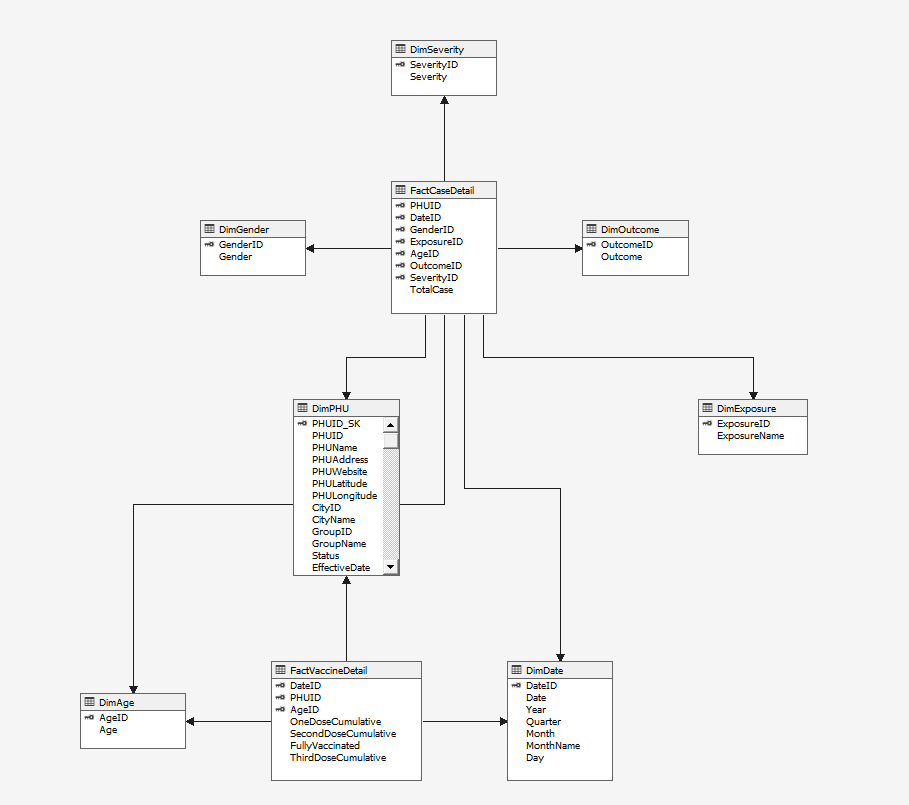 DimSeverity
SeverityID
Severity
FactCaseDetail
PHUID
DateID
GenderID
ExposureID
AgeID
OutcomeID
SeverityID
TotalCase
DimGender
GenderID
Gender
DimOutcome
OutcomeID
Outcome
DimPHU
PHUID_SK
PHUID
PHUName
PHUAddress
PHUWebsite
PHULatitude
PHULongitude
CityID
CityName
GroupID
GroupName
Status
EffectiveDate
DimExposure
ExposureID
ExposureName
DimAge
AgeID
Age
FactVaccineDetail
DateID
PHUID
AgeID
OneDoseCumulative
SecondDoseCumulative
FullyVaccinated
ThirdDoseCumulative
DimDate
DateID
Date
Year
Quarter
Month
MonthName
Day